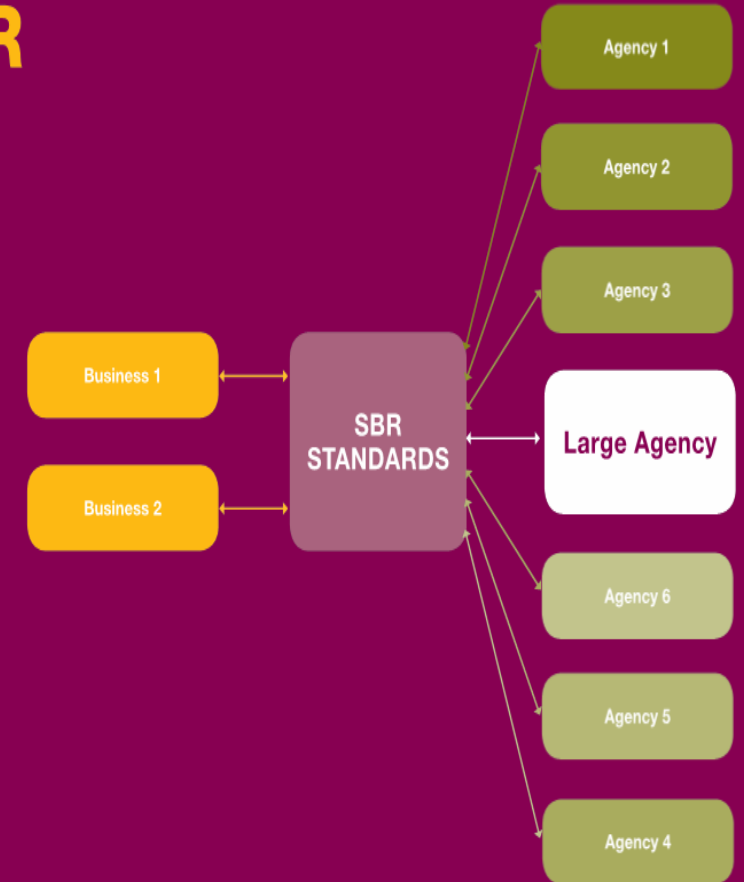 R
Agency 1
Agency 2
Agency 3
Business 1
SBR
STANDARDS
Large Agency
Business 2
Agency 6
Agency 5
Agency 4